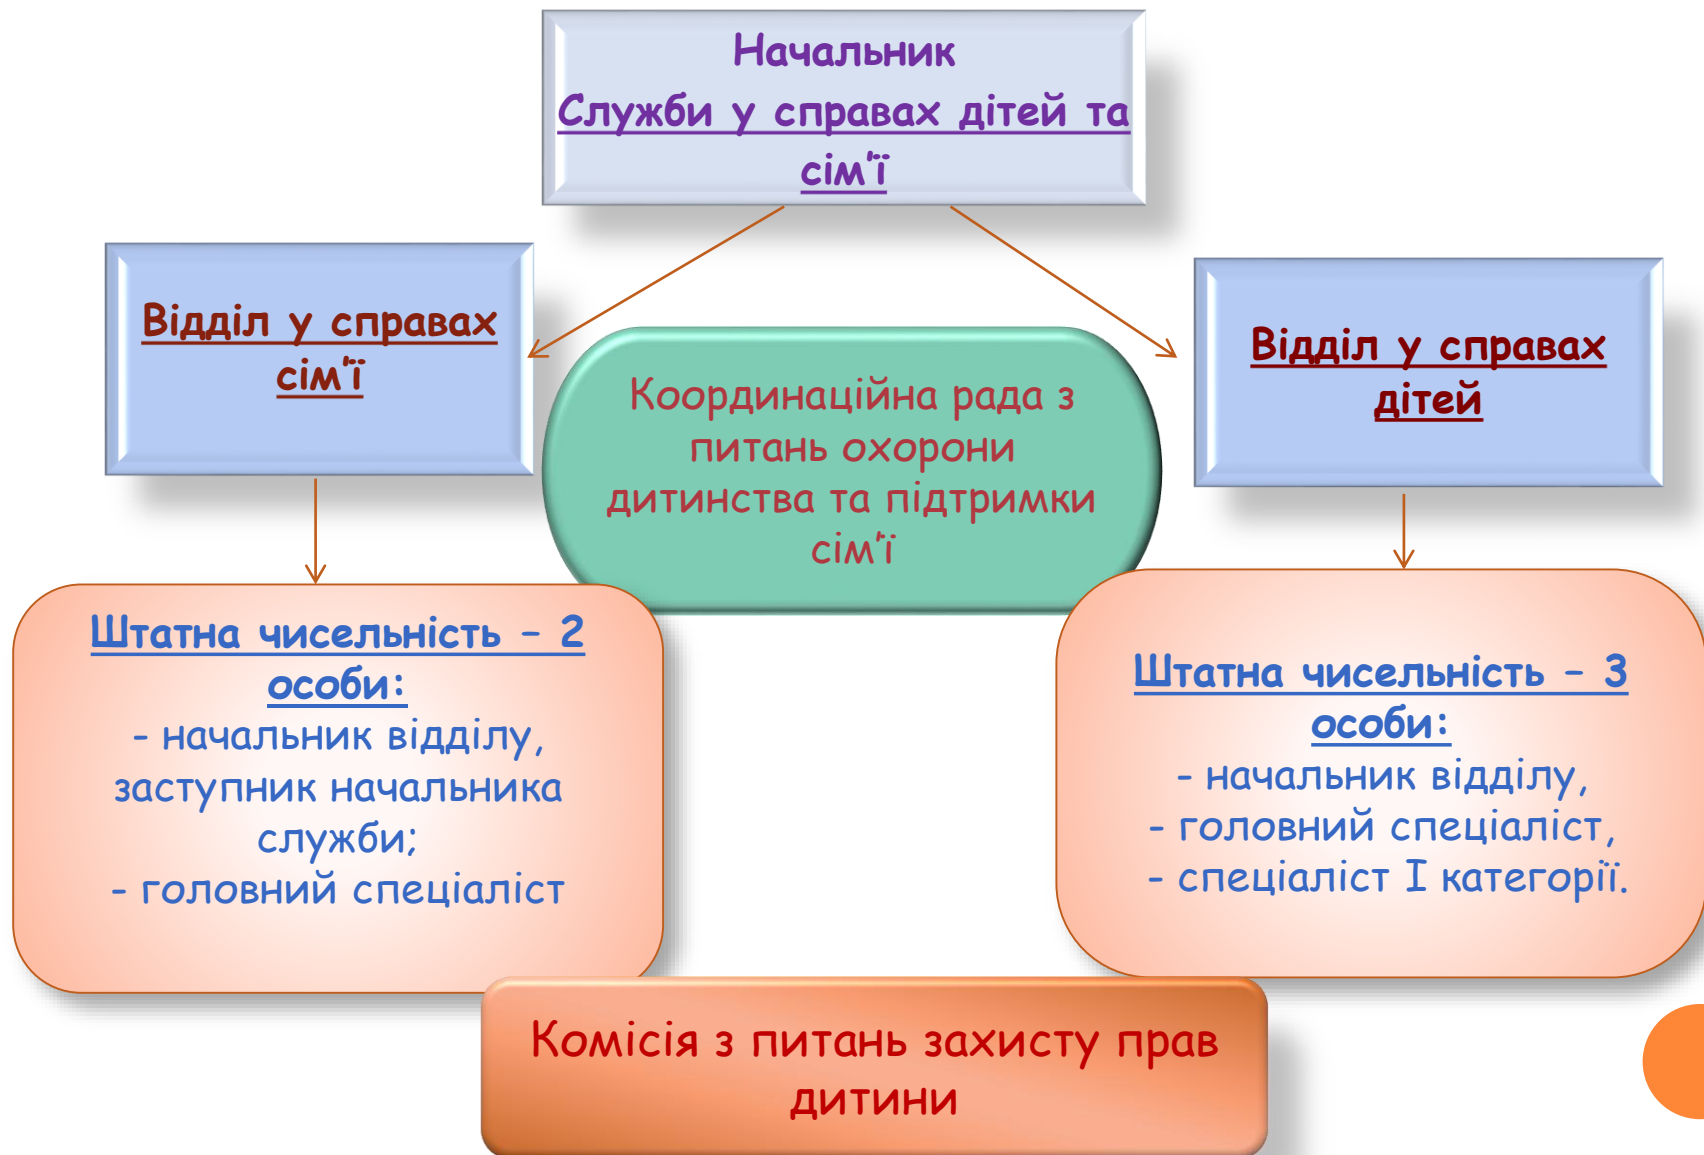 Начальник
Служби у справах дітей та
сім'ї
Відділ у справах
сім'ї
Відділ у справах
дітей
Координаційна рада з
питань охорони
дитинства та підтримки
сім'ї
Штатна чисельність – 2
особи:
- начальник відділу,
заступник начальника
служби;
- головний спеціаліст
Штатна чисельність – 3
особи:
- начальник відділу,
- головний спеціаліст,
- спеціаліст І категорії.
Комісія з питань захисту прав
дитини